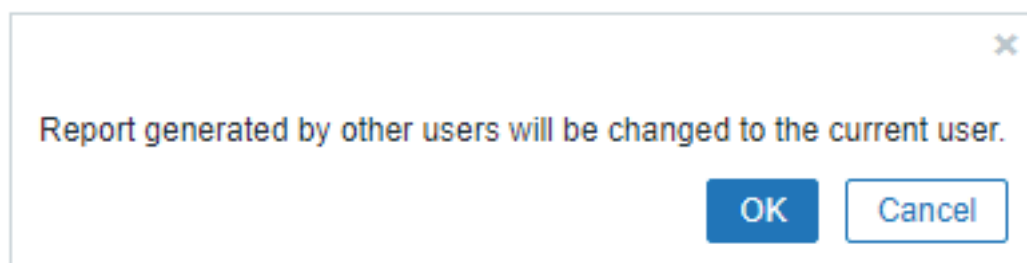 Report generated by other users will be changed to the current user.
OK Cancel